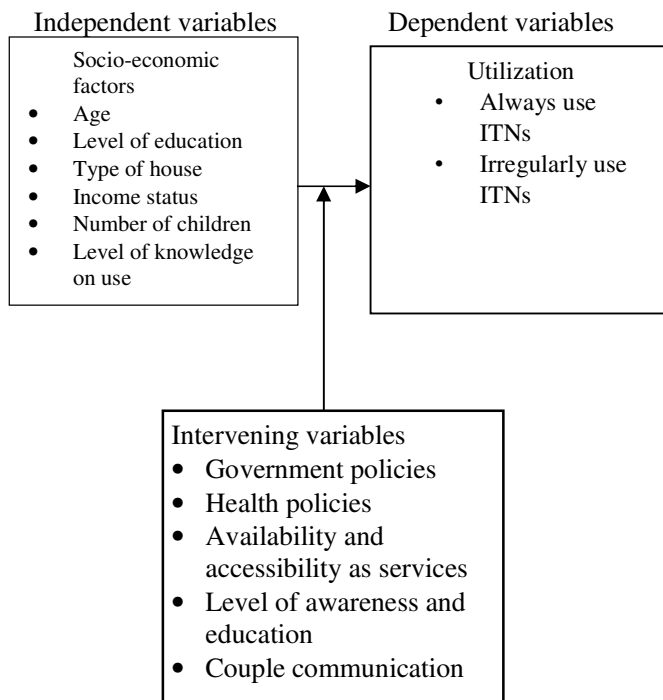 Independent variables
Socio-economic
factors
• Age
• Level of education
• Type of house
• Income status
• Number of children
• Level of knowledge
on use
Dependent variables
Utilization
• Always use
ITNs
• Irregularly use
ITNs
Intervening variables
• Government policies
• Health policies
• Availability and
accessibility as services
• Level of awareness and
education
• Couple communication